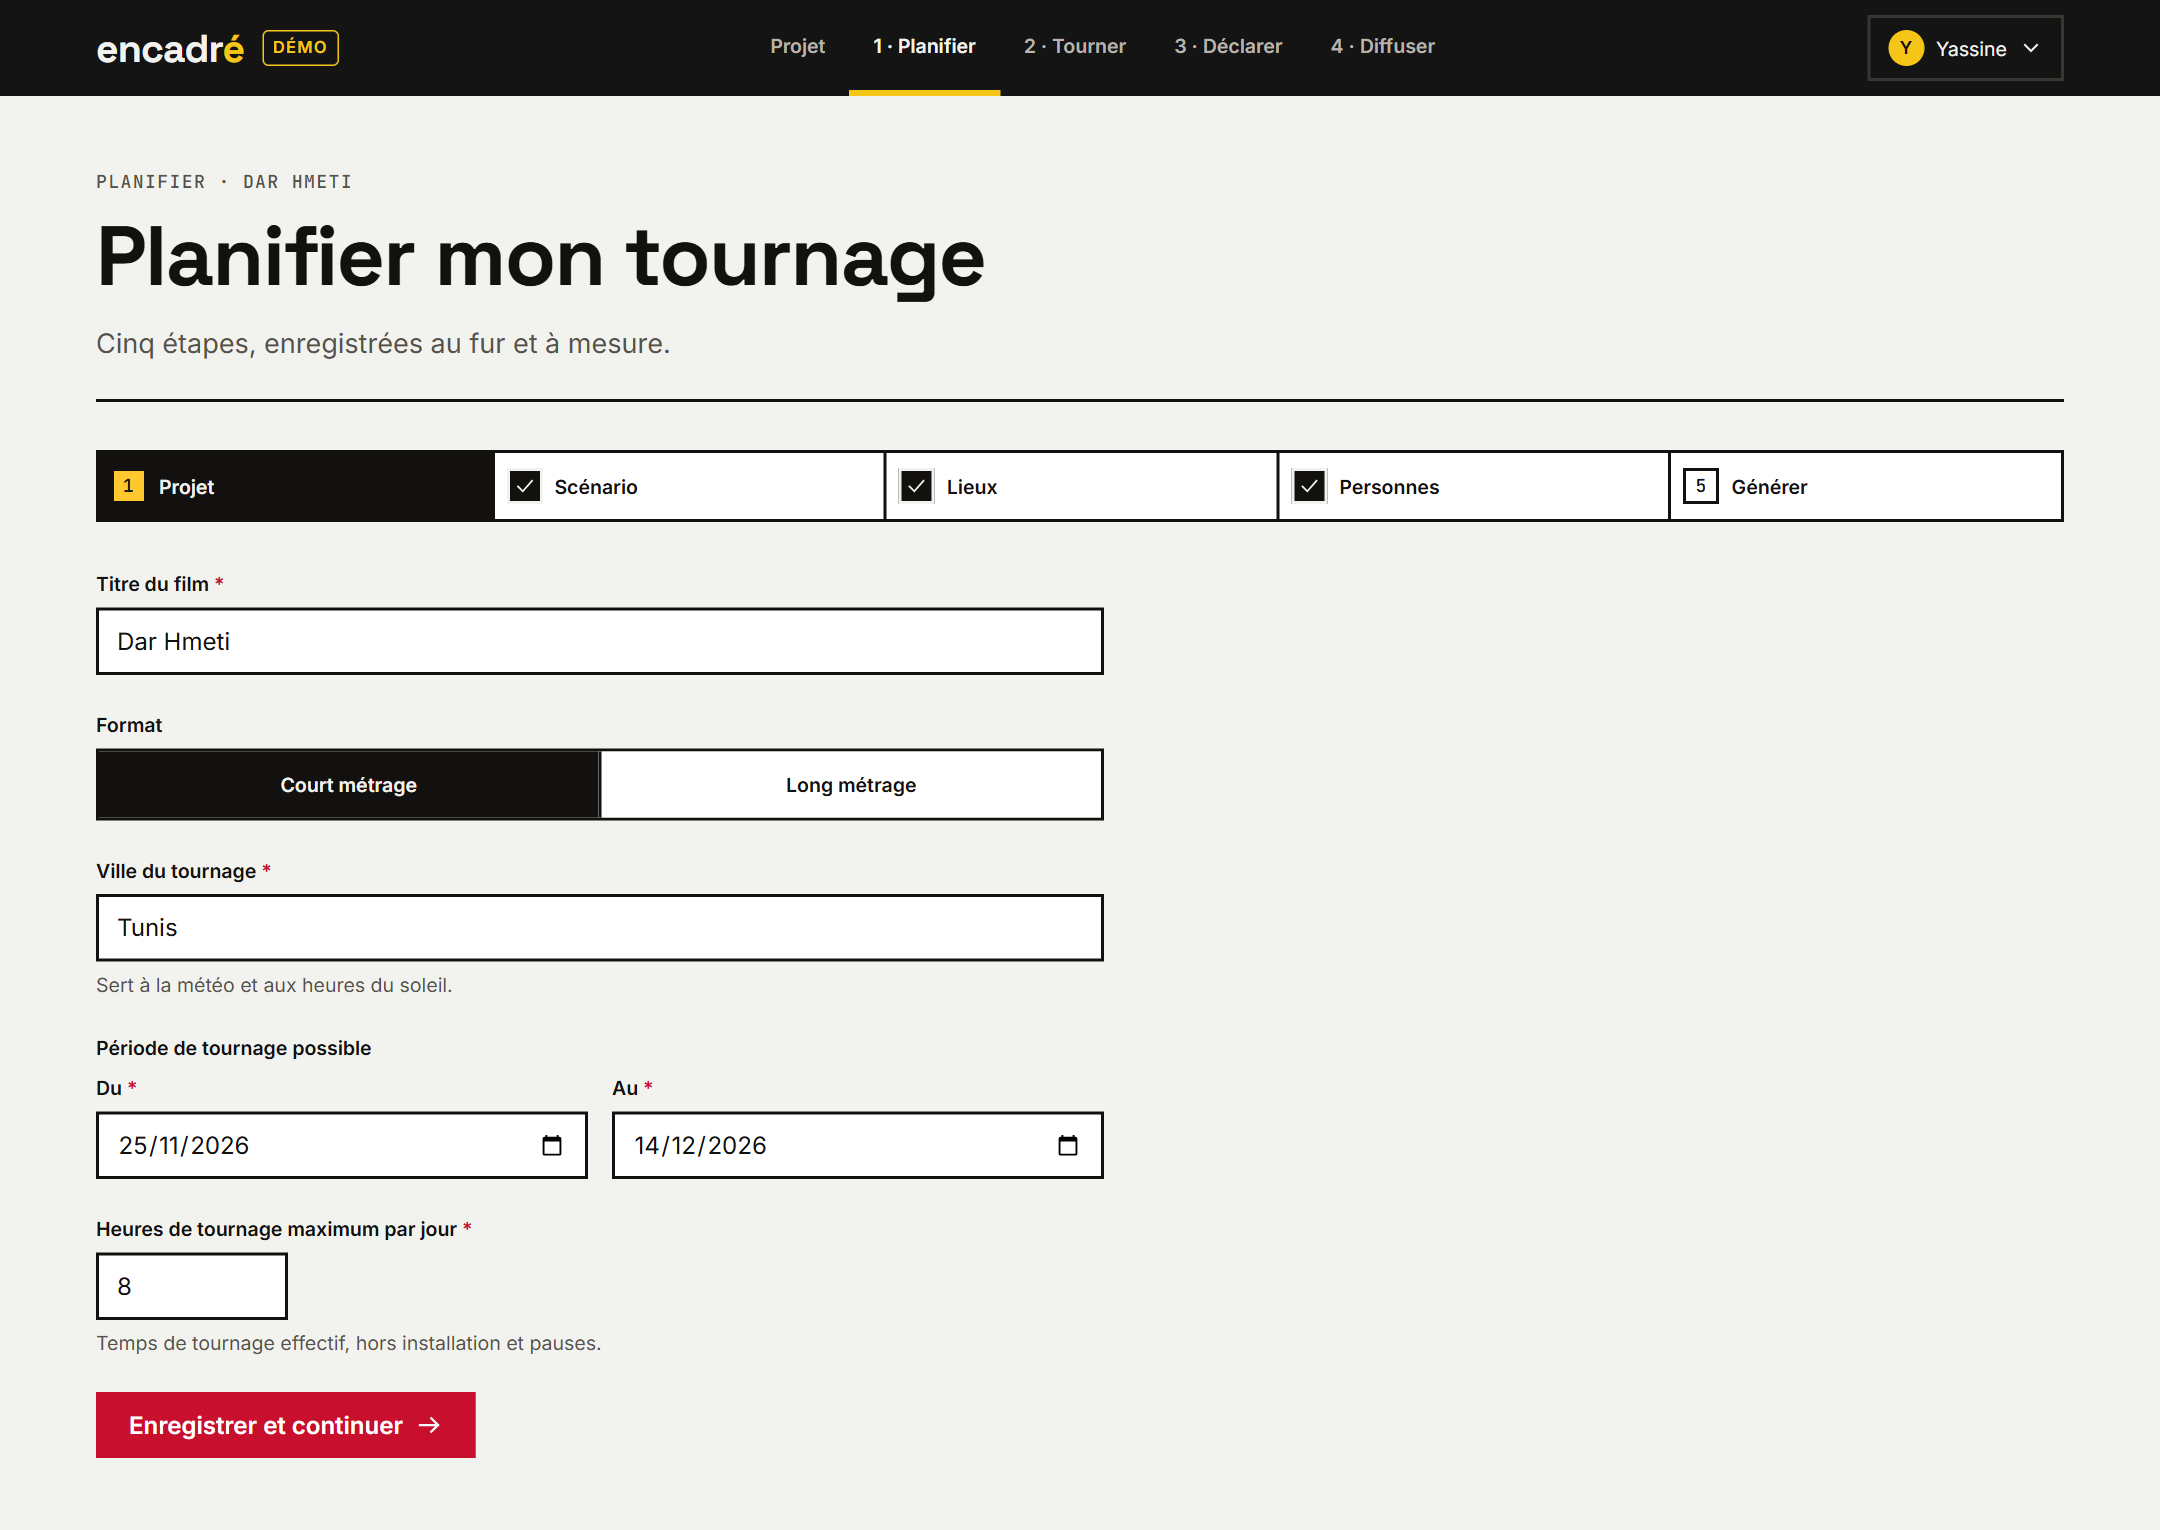 encadré DÉMO Projet 1 · Planifier 2 · Tourner 3 · Déclarer 4 · Diffuser Y Yassine
PLANIFIER · DAR HMETI
Planifier mon tournage
Cinq étapes, enregistrées au fur et à mesure.
1 Projet Scénario Lieux Personnes 5 Générer
Titre du film *
Dar Hmeti
Format
Court métrage Long métrage
Ville du tournage *
Tunis
Sert à la météo et aux heures du soleil.
Période de tournage possible
Du * Au *
25/11/2026 14/12/2026
Heures de tournage maximum par jour *
8
Temps de tournage effectif, hors installation et pauses.
Enregistrer et continuer →